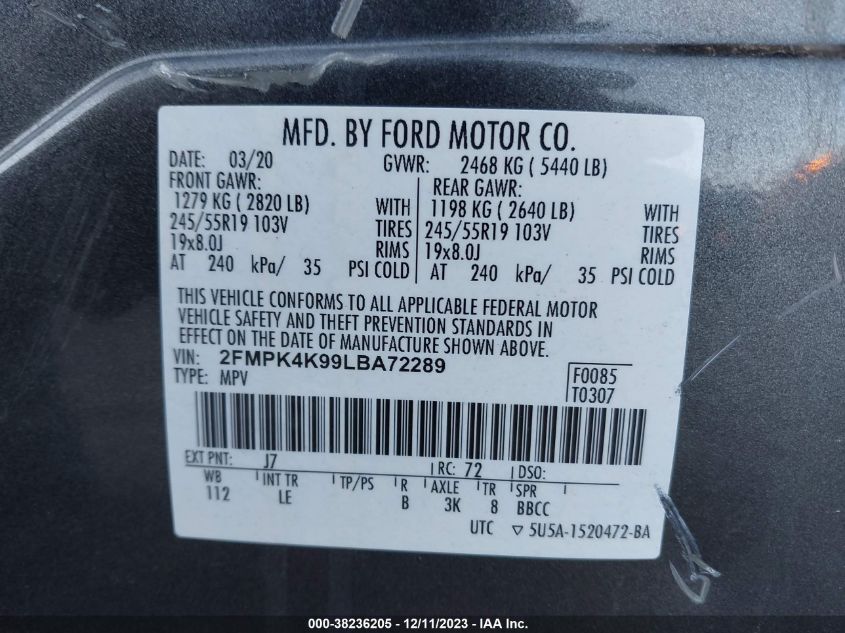 MFD. BY FORD MOTOR CO.
DATE: 03/20 GVWR: 2468 KG ( 5440 LB)
FRONT GAWR: REAR GAWR:
1279 KG ( 2820 LB) WITH 1198 KG ( 2640 LB) WITH
245/55R19 103V TIRES 245/55R19 103V TIRES
19x8.0J RIMS 19x8.0J RIMS
AT 240 kPa/ 35 PSI COLD AT 240 kPa/ 35 PSI COLD
THIS VEHICLE CONFORMS TO ALL APPLICABLE FEDERAL MOTOR
VEHICLE SAFETY AND THEFT PREVENTION STANDARDS IN
EFFECT ON THE DATE OF MANUFACTURE SHOWN ABOVE.
VIN: 2FMPK4K99LBA72289 F0085
TYPE: MPV T0307
EXT PNT: J7 RC: 72 DSO:
WB INT TR TP/PS R AXLE TR SPR
112 LE B 3K 8 BBCC
UTC ▽ 5U5A-1520472-BA
000-38236205 - 12/11/2023 - IAA Inc.